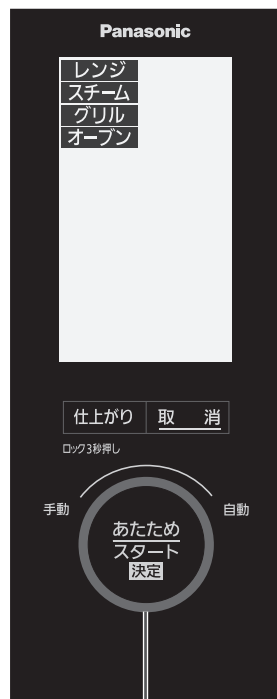 Panasonic
レンジ
スチーム
グリル
オーブン
仕上がり 取 消
ロック3秒押し
手動 自動
あたため
スタート
決定